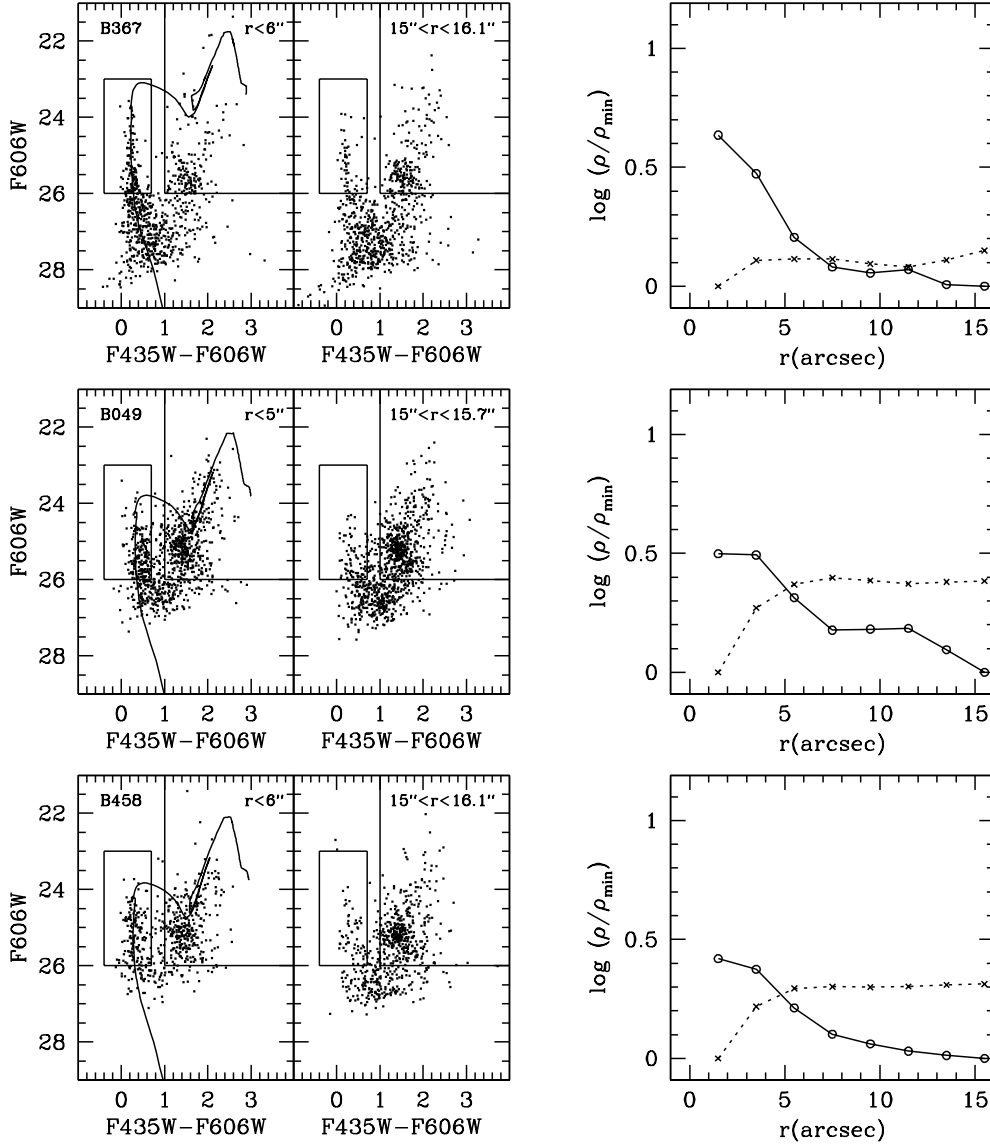 B367 r<6" 15"<r<16.1"
22
24
26
28
F606W
0 1 2 3 0 1 2 3
F435W−F606W F435W−F606W
1
0.5
0
log (ρ/ρmin)
0 5 10 15
r(arcsec)
B049 r<5" 15"<r<15.7"
22
24
26
28
F606W
0 1 2 3 0 1 2 3
F435W−F606W F435W−F606W
1
0.5
0
log (ρ/ρmin)
0 5 10 15
r(arcsec)
B458 r<6" 15"<r<16.1"
22
24
26
28
F606W
0 1 2 3 0 1 2 3
F435W−F606W F435W−F606W
1
0.5
0
log (ρ/ρmin)
0 5 10 15
r(arcsec)